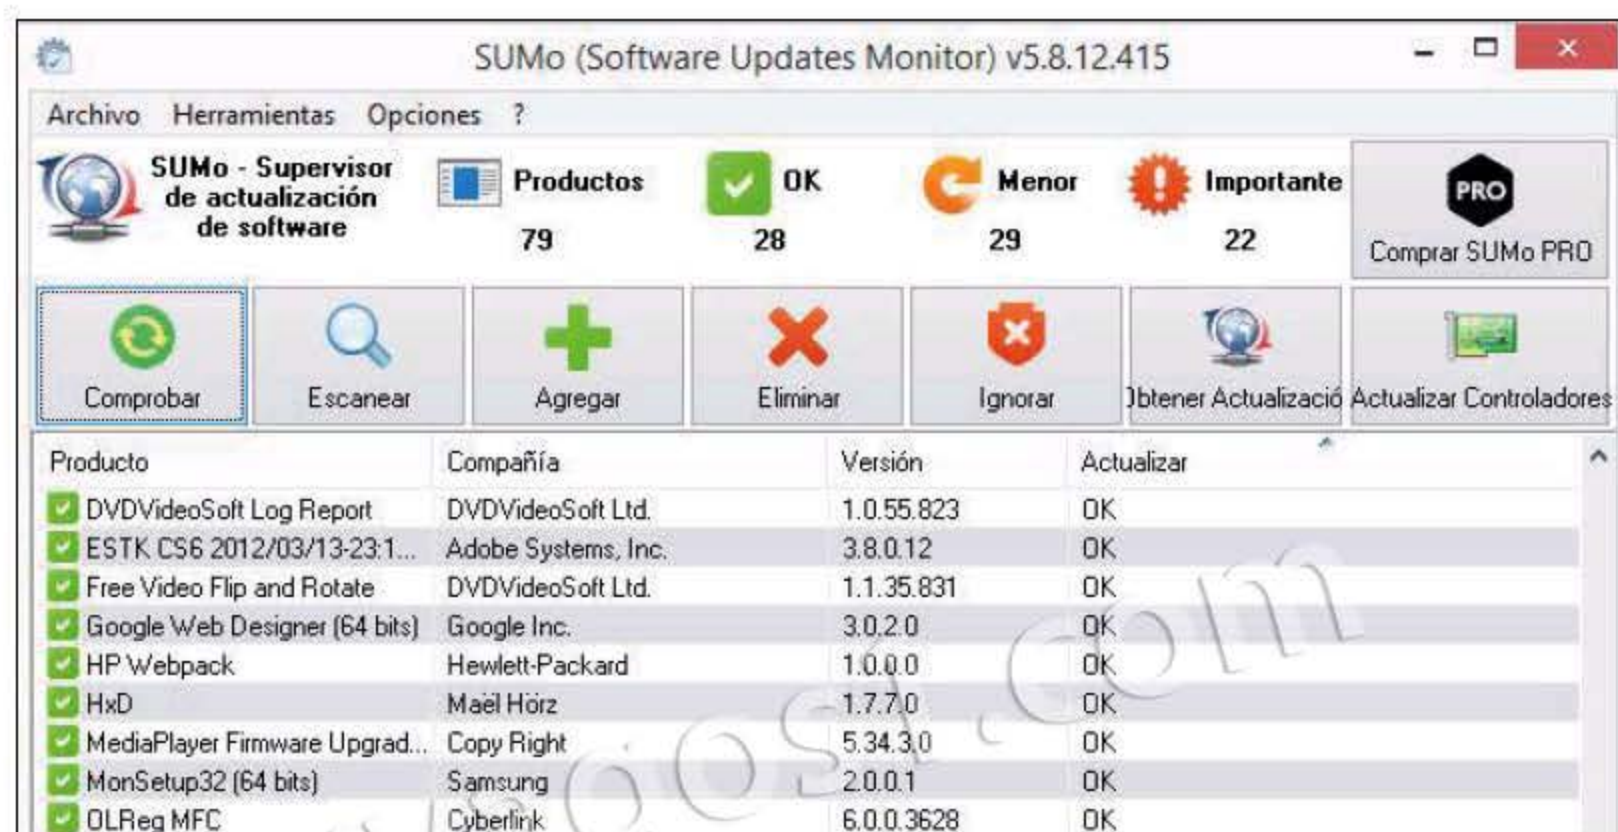 SUMo (Software Updates Monitor) v5.8.12.415
Archivo Herramientas Opciones ?
SUMo - Supervisor
de actualización
de software
Productos
79
OK
28
Menor
29
Importante
22
PRO
Comprar SUMo PRO
Comprobar
Escanear
Agregar
Eliminar
Ignorar
Obtener Actualizació
Actualizar Controladores
Producto Compañía Versión Actualizar
DVDVideoSoft Log Report DVDVideoSoft Ltd. 1.0.55.823 OK
ESTK CS6 2012/03/13-23:1... Adobe Systems, Inc. 3.8.0.12 OK
Free Video Flip and Rotate DVDVideoSoft Ltd. 1.1.35.831 OK
Google Web Designer (64 bits) Google Inc. 3.0.2.0 OK
HP Webpack Hewlett-Packard 1.0.0.0 OK
HxD Maël Hörz 1.7.7.0 OK
MediaPlayer Firmware Upgrad... Copy Right 5.34.3.0 OK
MonSetup32 (64 bits) Samsung 2.0.0.1 OK
OLReg MFC Cyberlink 6.0.0.3628 OK